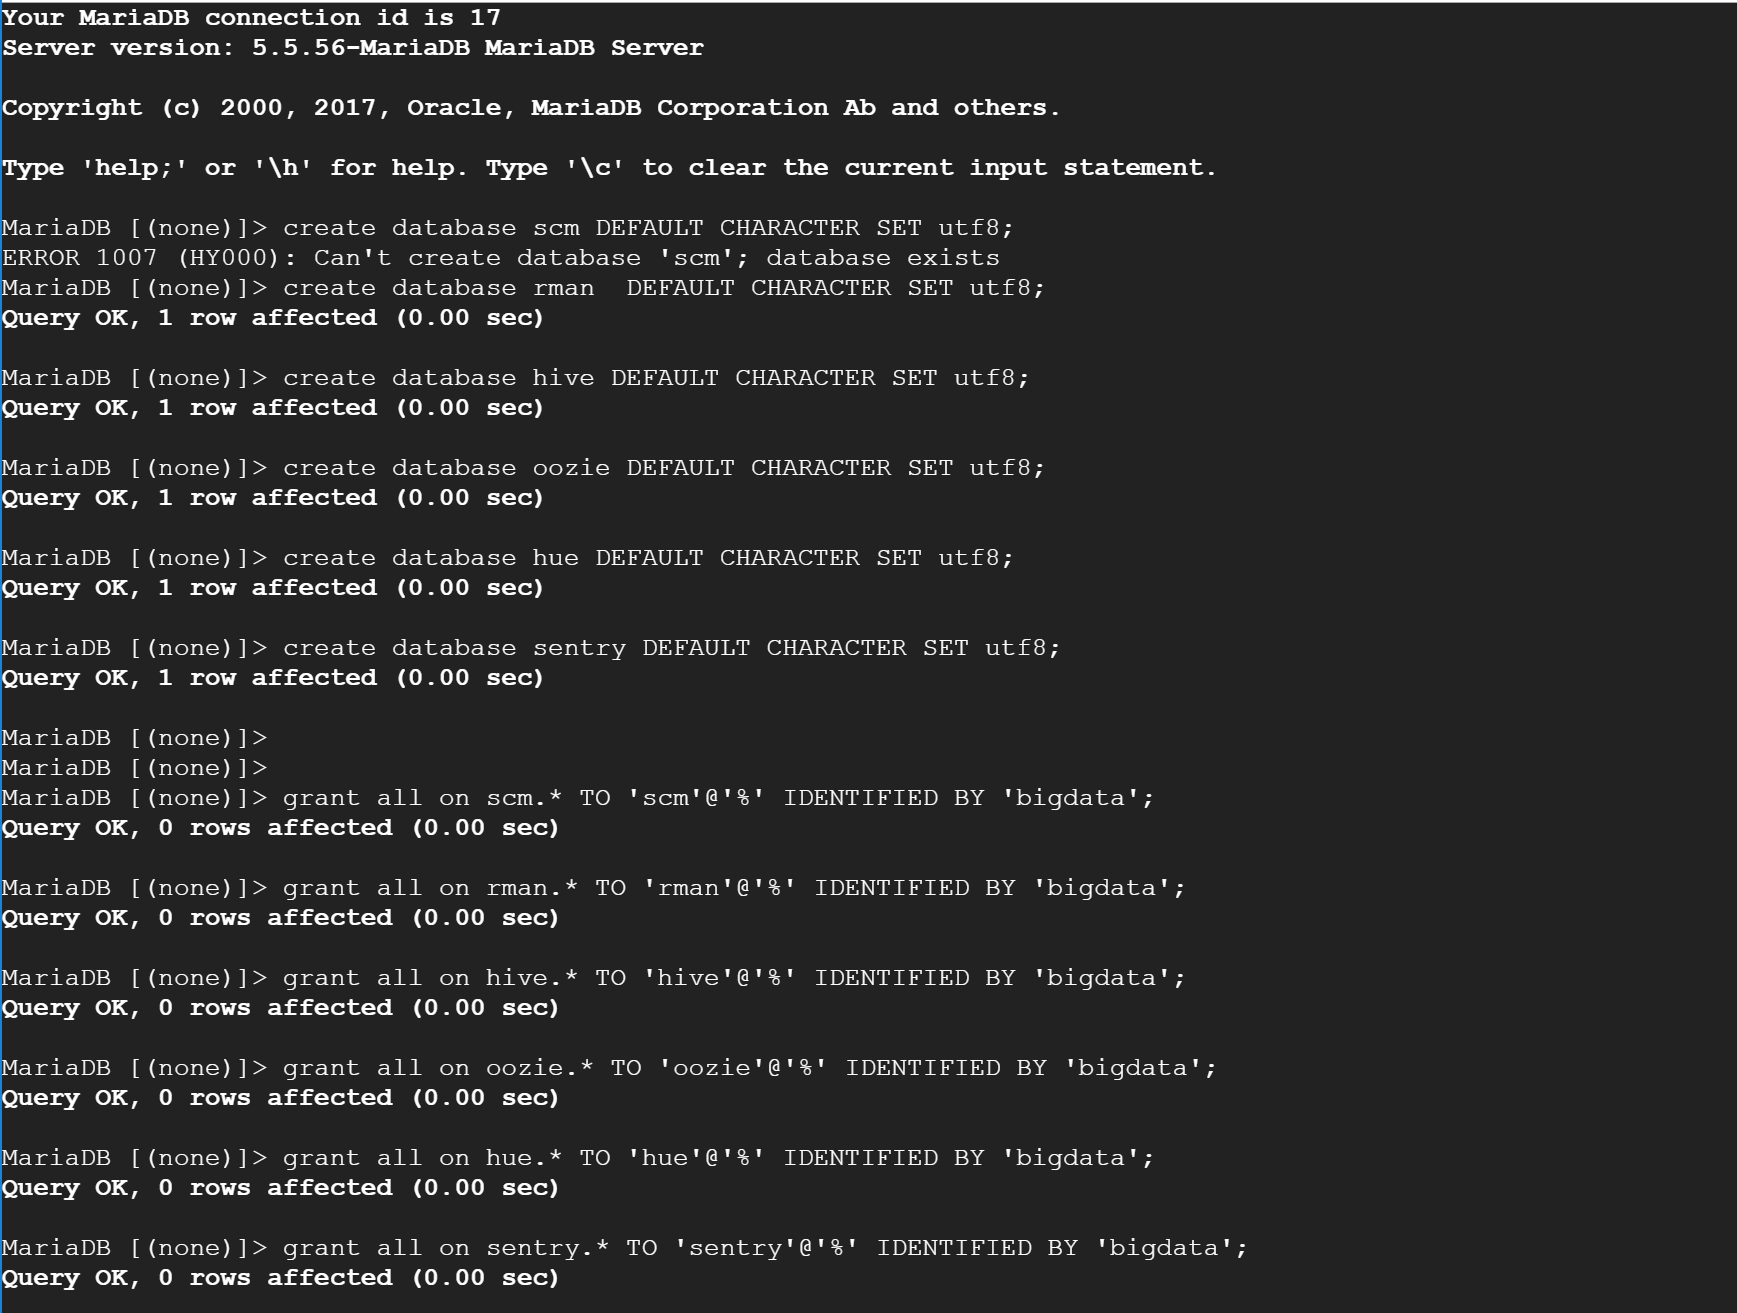 Your MariaDB connection id is 17
Server version: 5.5.56-MariaDB MariaDB Server
Copyright (c) 2000, 2017, Oracle, MariaDB Corporation Ab and others.
Type 'help;' or '\h' for help. Type '\c' to clear the current input statement.
MariaDB [(none)]> create database scm DEFAULT CHARACTER SET utf8;
ERROR 1007 (HY000): Can't create database 'scm'; database exists
MariaDB [(none)]> create database rman  DEFAULT CHARACTER SET utf8;
Query OK, 1 row affected (0.00 sec)
MariaDB [(none)]> create database hive DEFAULT CHARACTER SET utf8;
Query OK, 1 row affected (0.00 sec)
MariaDB [(none)]> create database oozie DEFAULT CHARACTER SET utf8;
Query OK, 1 row affected (0.00 sec)
MariaDB [(none)]> create database hue DEFAULT CHARACTER SET utf8;
Query OK, 1 row affected (0.00 sec)
MariaDB [(none)]> create database sentry DEFAULT CHARACTER SET utf8;
Query OK, 1 row affected (0.00 sec)
MariaDB [(none)]>
MariaDB [(none)]>
MariaDB [(none)]> grant all on scm.* TO 'scm'@'%' IDENTIFIED BY 'bigdata';
Query OK, 0 rows affected (0.00 sec)
MariaDB [(none)]> grant all on rman.* TO 'rman'@'%' IDENTIFIED BY 'bigdata';
Query OK, 0 rows affected (0.00 sec)
MariaDB [(none)]> grant all on hive.* TO 'hive'@'%' IDENTIFIED BY 'bigdata';
Query OK, 0 rows affected (0.00 sec)
MariaDB [(none)]> grant all on oozie.* TO 'oozie'@'%' IDENTIFIED BY 'bigdata';
Query OK, 0 rows affected (0.00 sec)
MariaDB [(none)]> grant all on hue.* TO 'hue'@'%' IDENTIFIED BY 'bigdata';
Query OK, 0 rows affected (0.00 sec)
MariaDB [(none)]> grant all on sentry.* TO 'sentry'@'%' IDENTIFIED BY 'bigdata';
Query OK, 0 rows affected (0.00 sec)